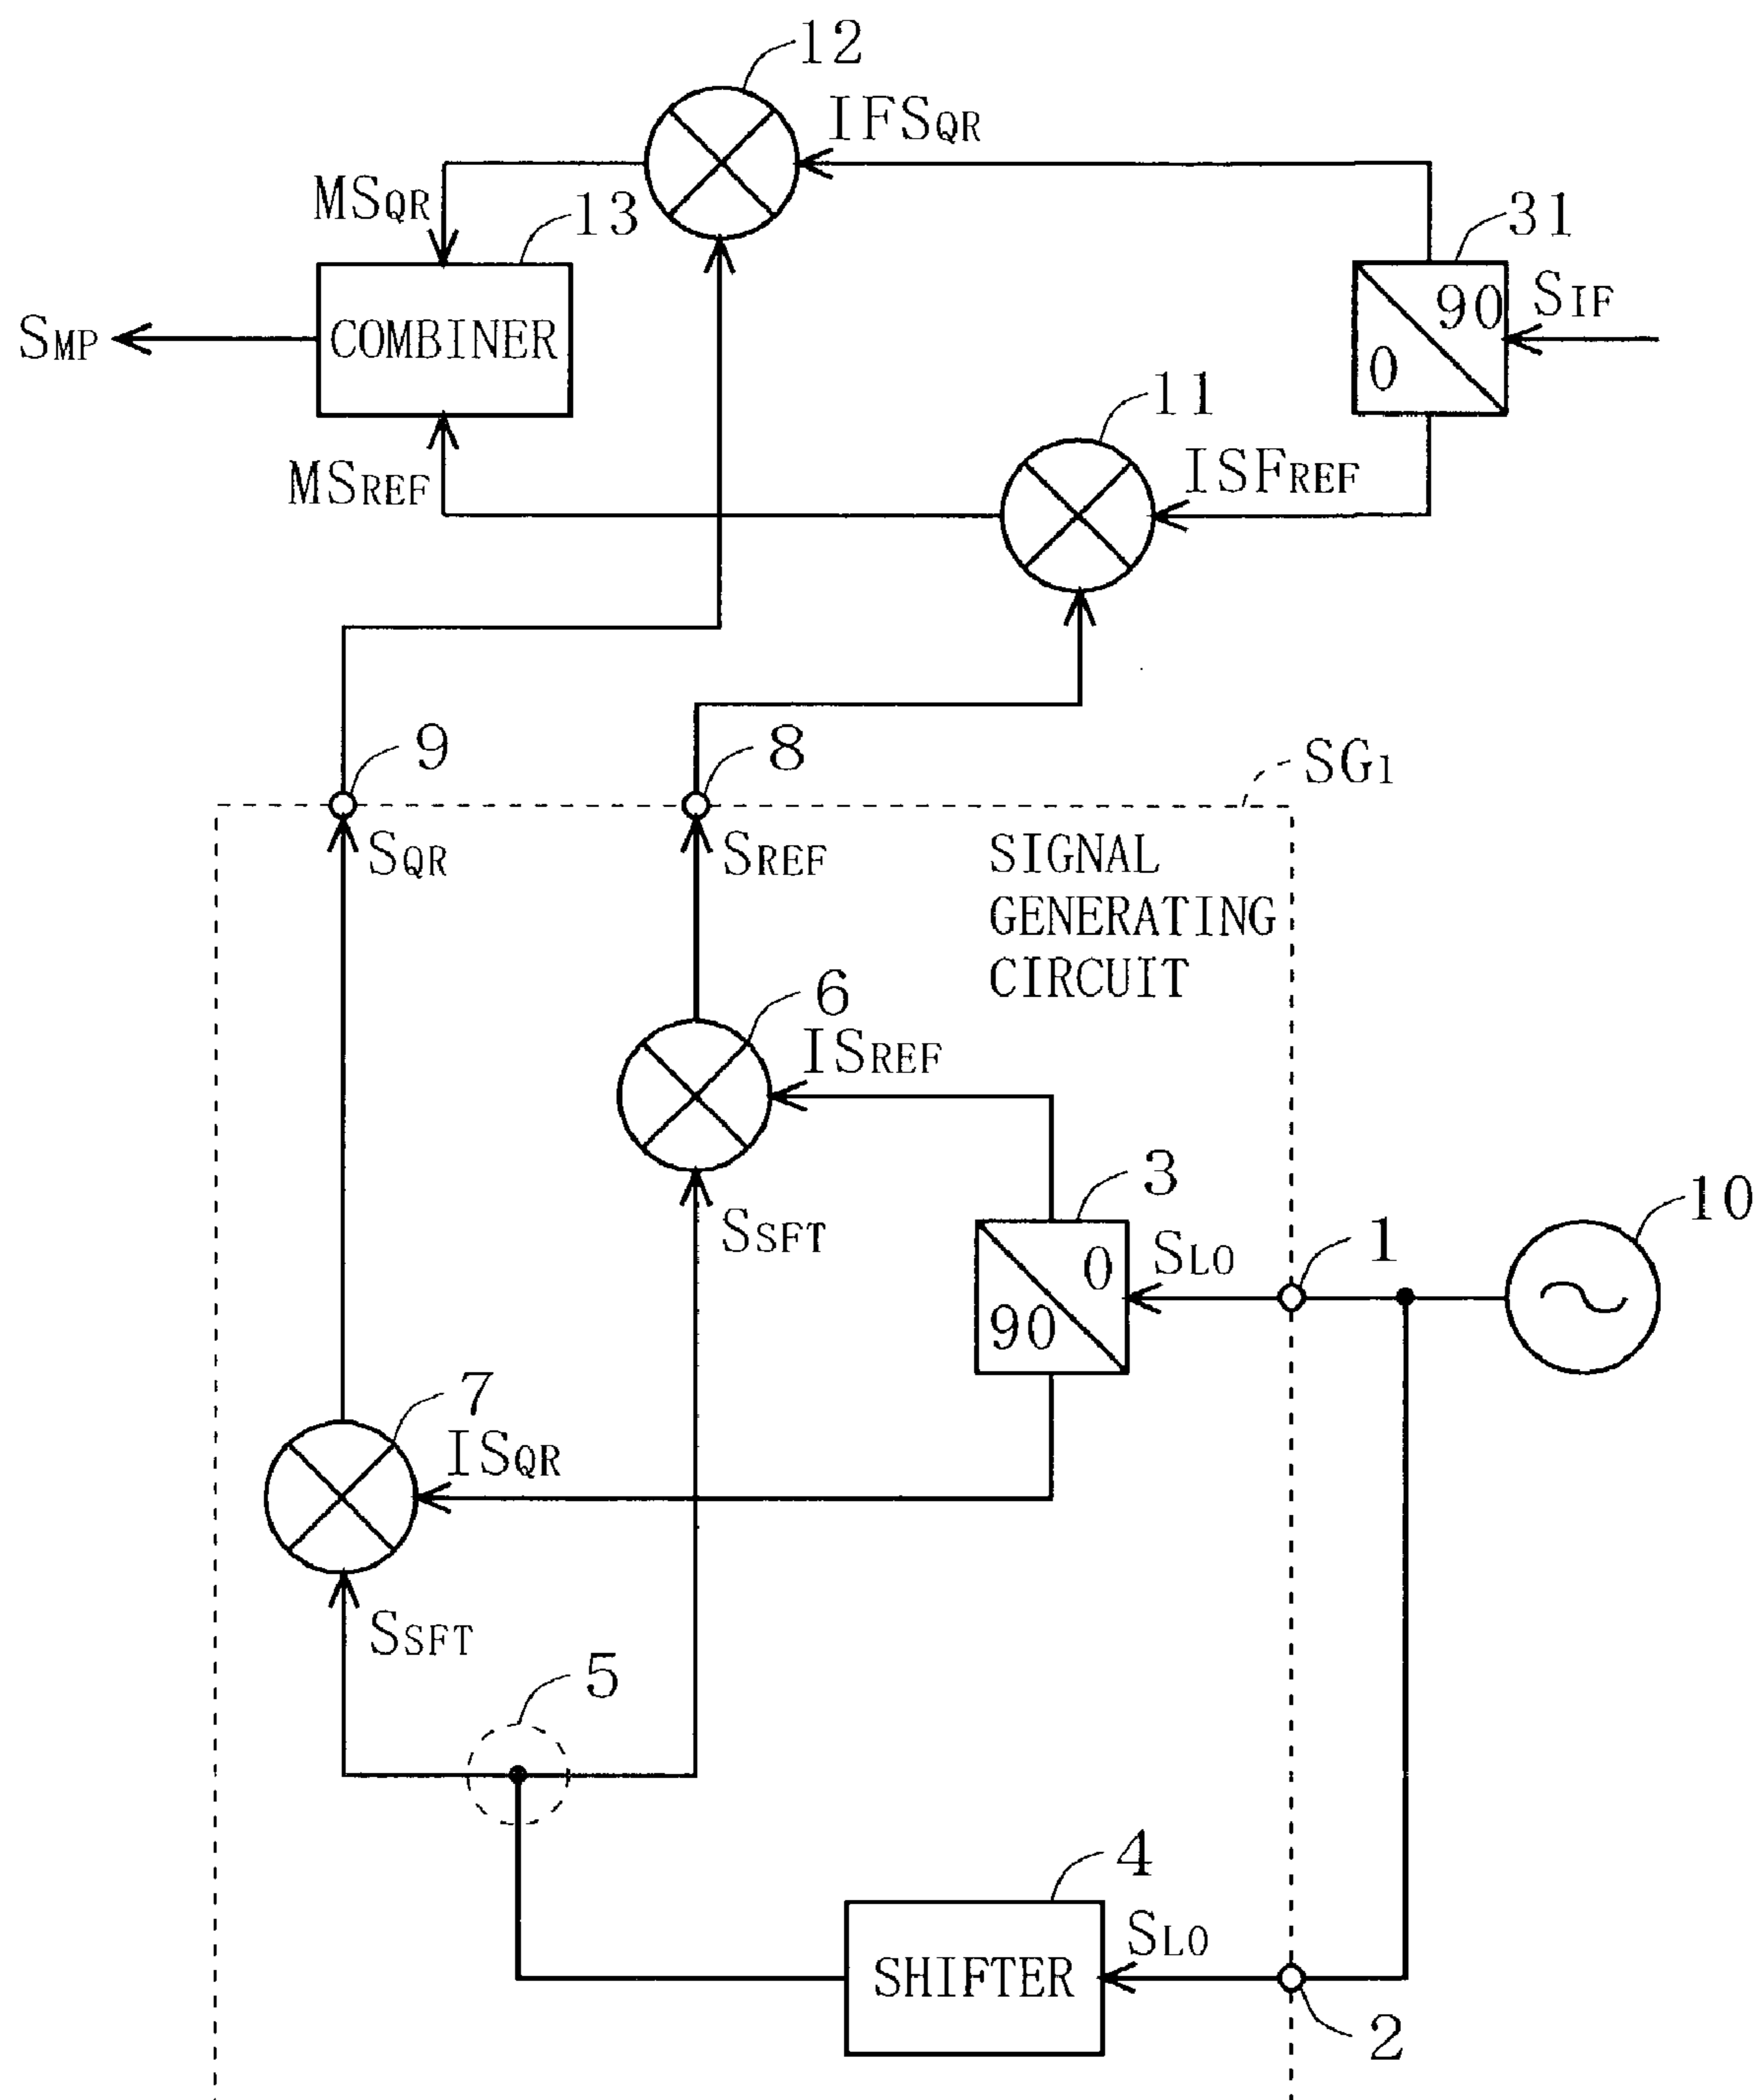 12
IFSQR
MSQR
13
31
SMP
COMBINER
90
0
SIF
11
MSREF
ISFREF
9
8
SG1
SQR
SREF
SIGNAL
GENERATING
CIRCUIT
6
ISREF
3
10
SSFT
0
90
SLO
1
7
ISQR
SSFT
5
4
SHIFTER
SLO
2